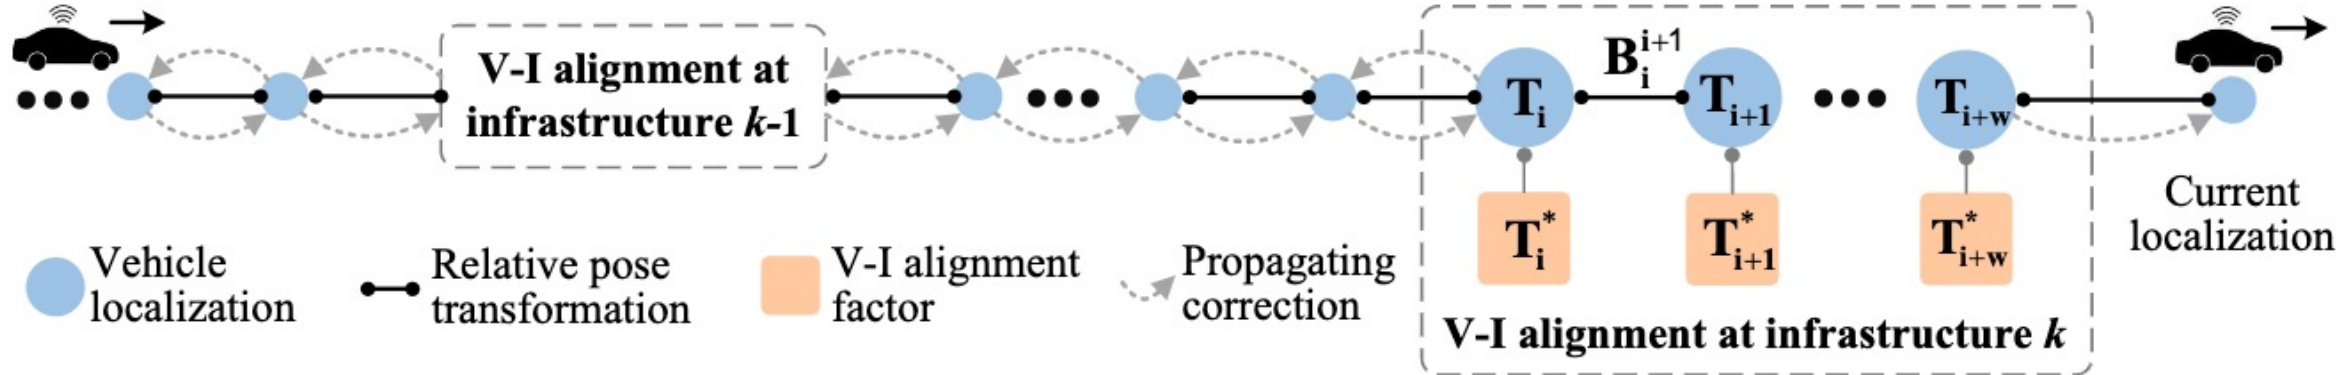 V-I alignment at
infrastructure k-1
••• T_i B_i^{i+1} T_{i+1} ••• T_{i+w}
T_i^* T_{i+1}^* T_{i+w}^*
Current
localization
V-I alignment at infrastructure k
Vehicle
localization
Relative pose
transformation
V-I alignment
factor
Propagating
correction